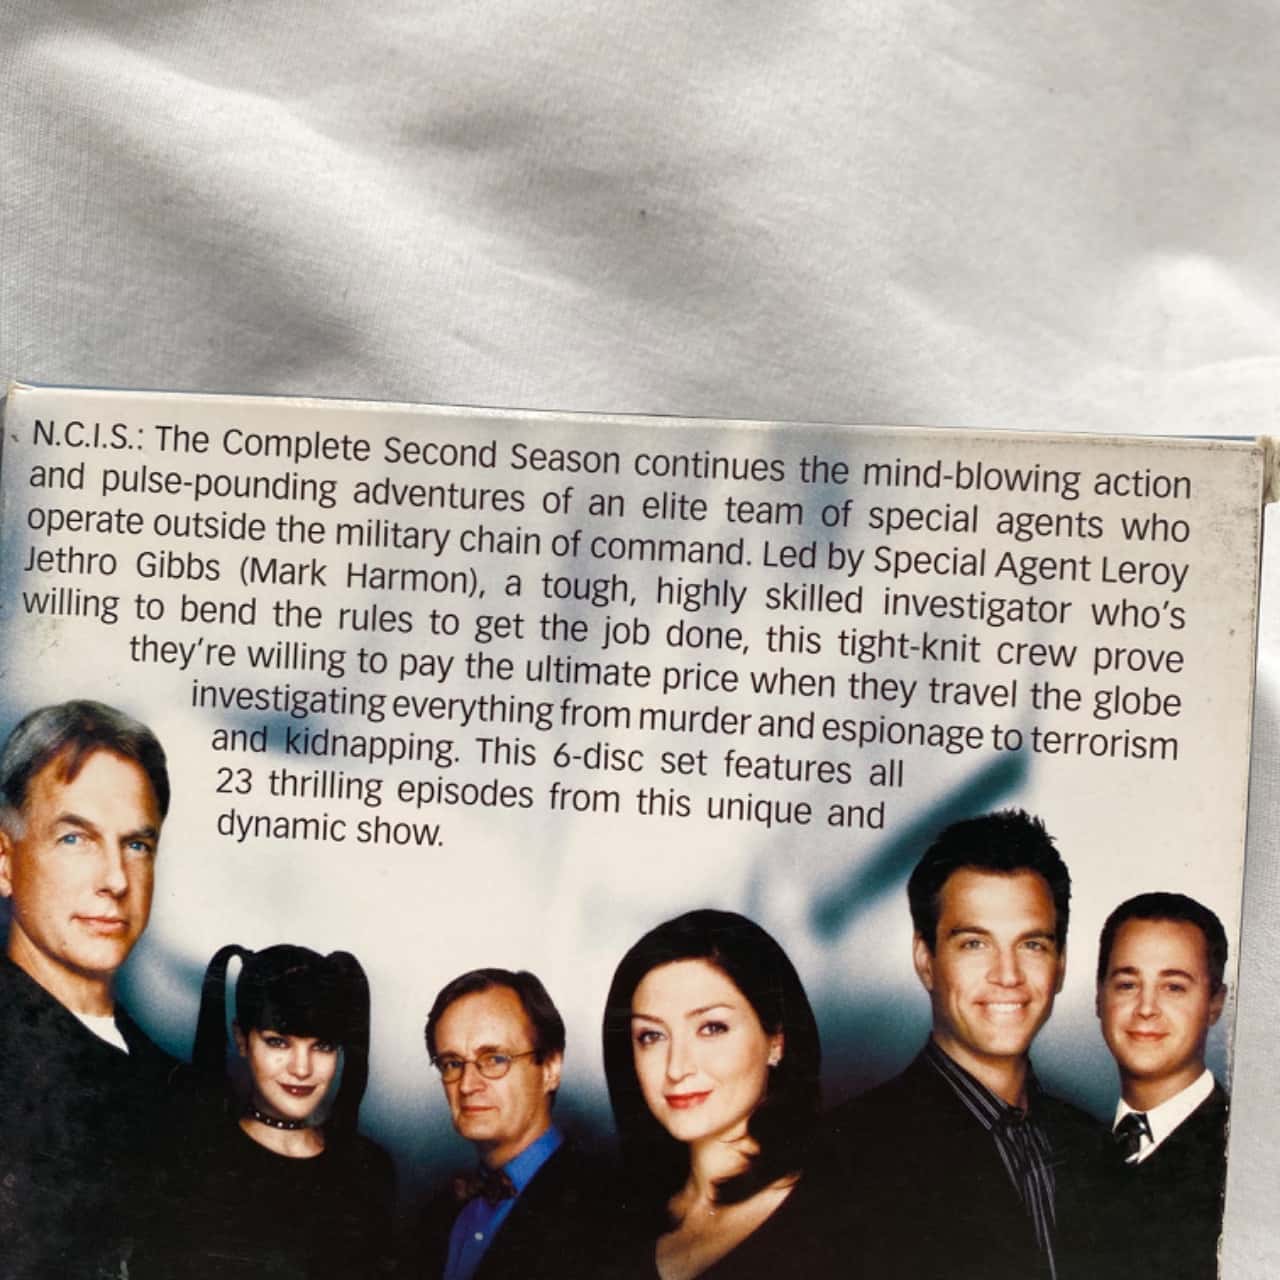 N.C.I.S.: The Complete Second Season continues the mind-blowing action
and pulse-pounding adventures of an elite team of special agents who
operate outside the military chain of command. Led by Special Agent Leroy
Jethro Gibbs (Mark Harmon), a tough, highly skilled investigator who's
willing to bend the rules to get the job done, this tight-knit crew prove
they're willing to pay the ultimate price when they travel the globe
investigating everything from murder and espionage to terrorism
and kidnapping. This 6-disc set features all
23 thrilling episodes from this unique and
dynamic show.